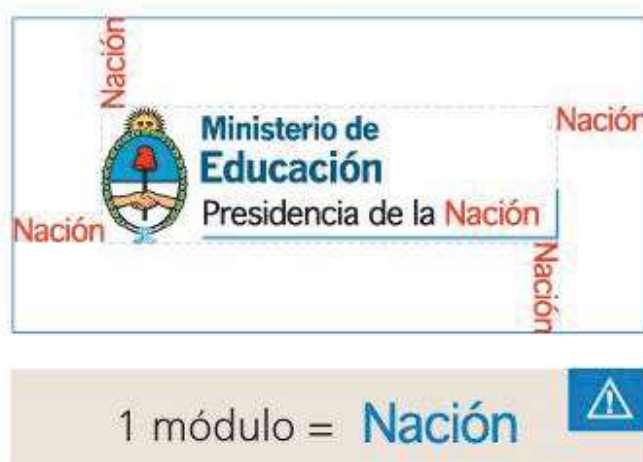 Nación
Nación
Ministerio de
Educación
Presidencia de la Nación
Nación
Nación
1 módulo = Nación